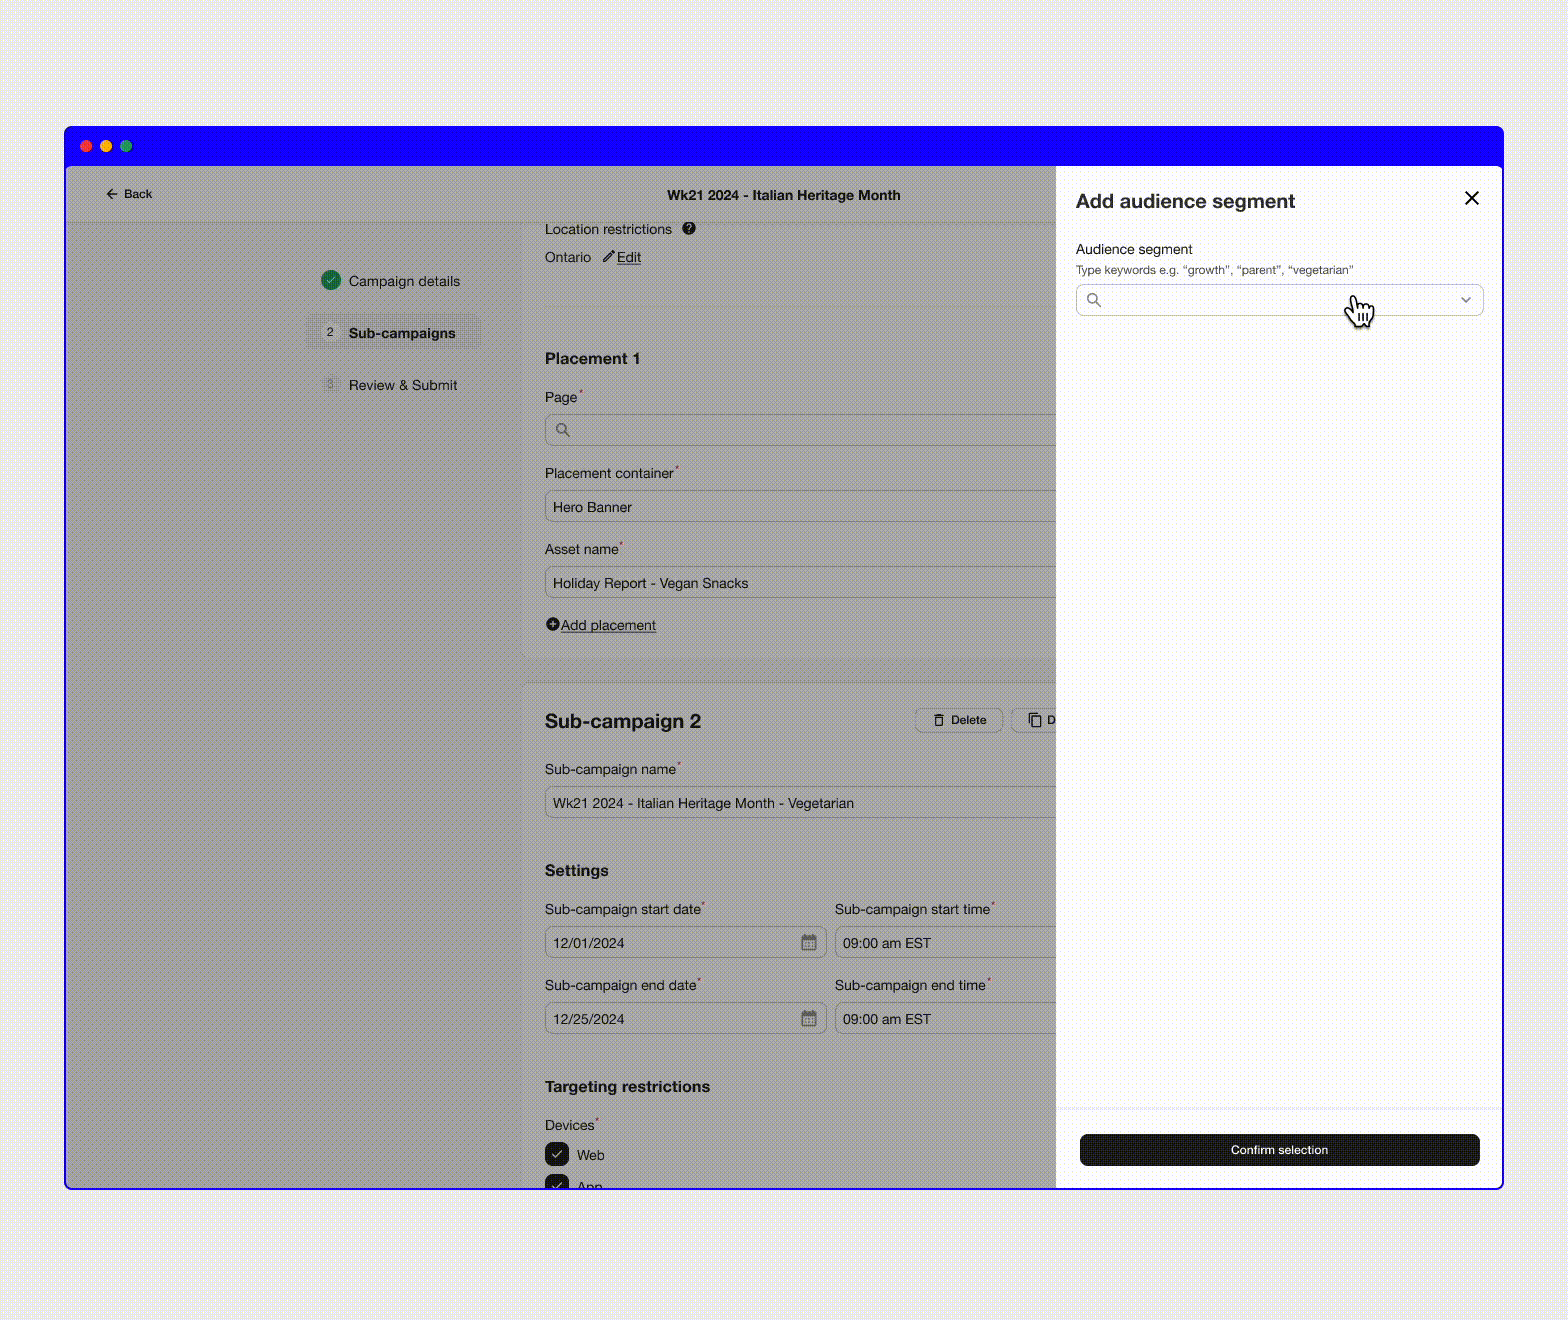 Back
Wk21 2024 - Italian Heritage Month
Campaign details
2 Sub-campaigns
3 Review & Submit
Location restrictions ?
Ontario Edit
Placement 1
Page*
Placement container*
Hero Banner
Asset name*
Holiday Report - Vegan Snacks
Add placement
Sub-campaign 2
Delete
D
Sub-campaign name*
Wk21 2024 - Italian Heritage Month - Vegetarian
Settings
Sub-campaign start date*
Sub-campaign start time*
12/01/2024
09:00 am EST
Sub-campaign end date*
Sub-campaign end time*
12/25/2024
09:00 am EST
Targeting restrictions
Devices*
Web
App
Add audience segment
Audience segment
Type keywords e.g. “growth”, “parent”, “vegetarian”
Confirm selection